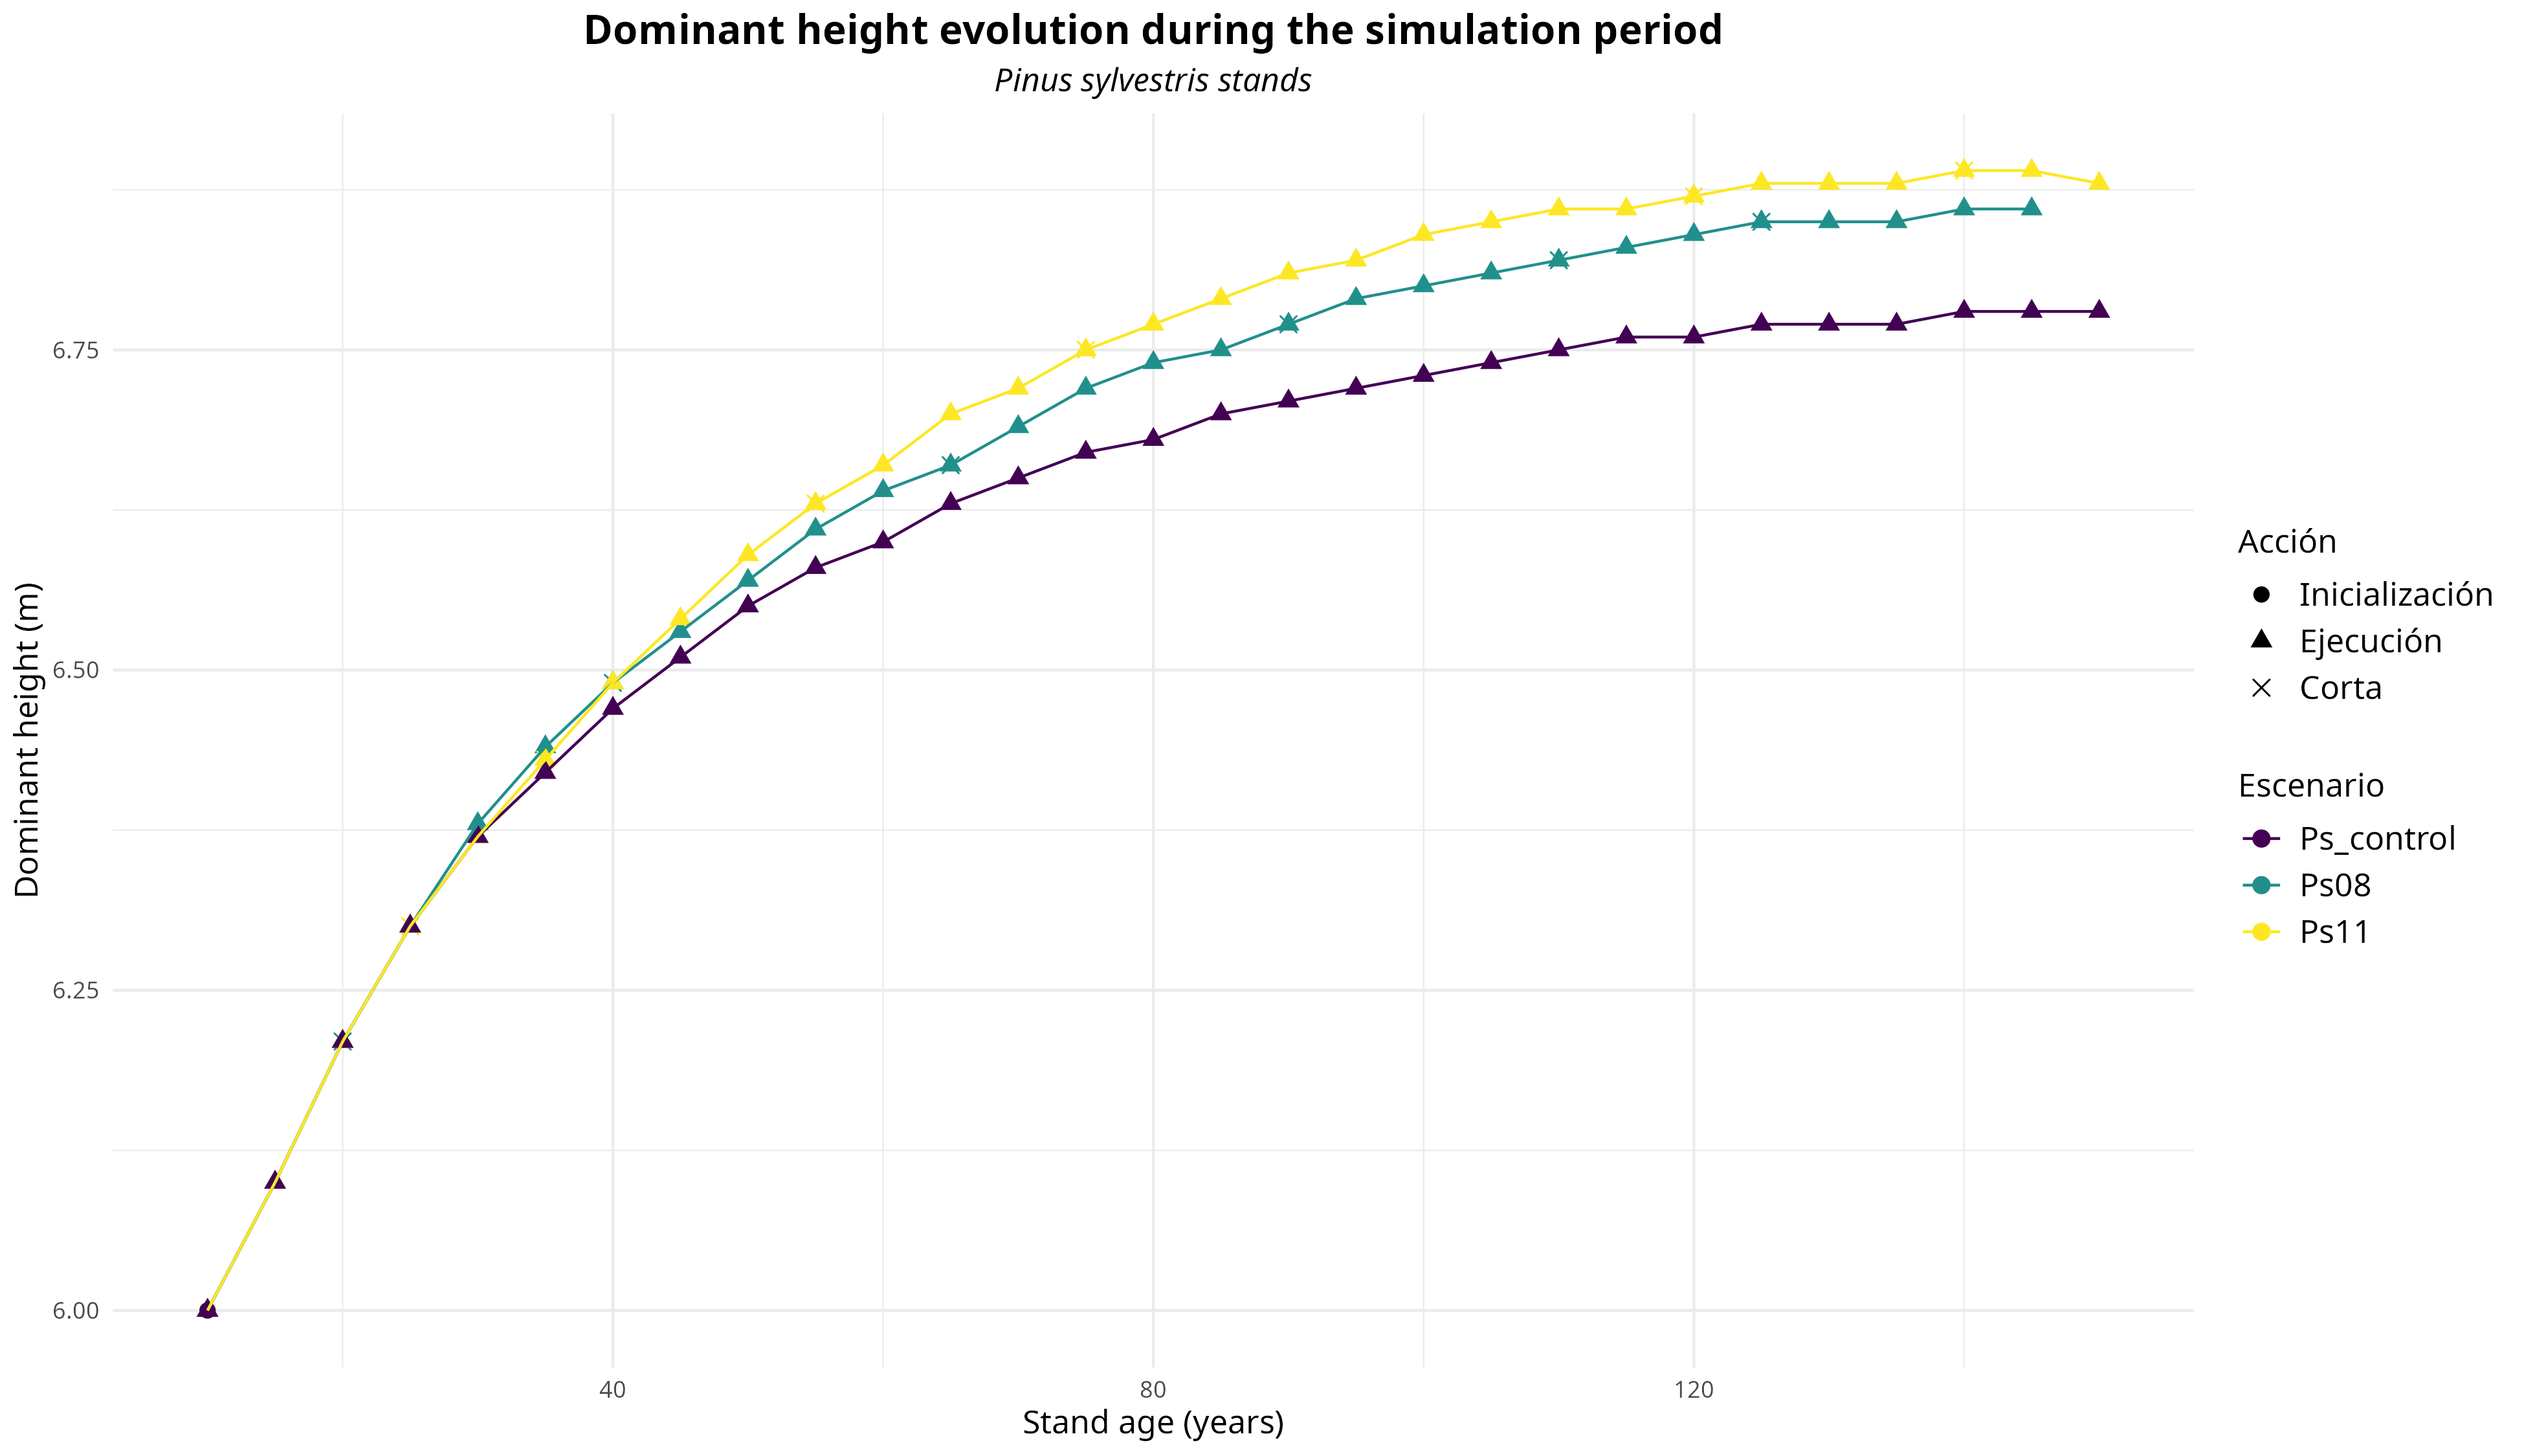 Dominant height evolution during the simulation period
Pinus sylvestris stands
Dominant height (m)
6.75
6.50
6.25
6.00
40
80
120
Stand age (years)
Acción
Inicialización
Ejecución
Corta
Escenario
Ps_control
Ps08
Ps11